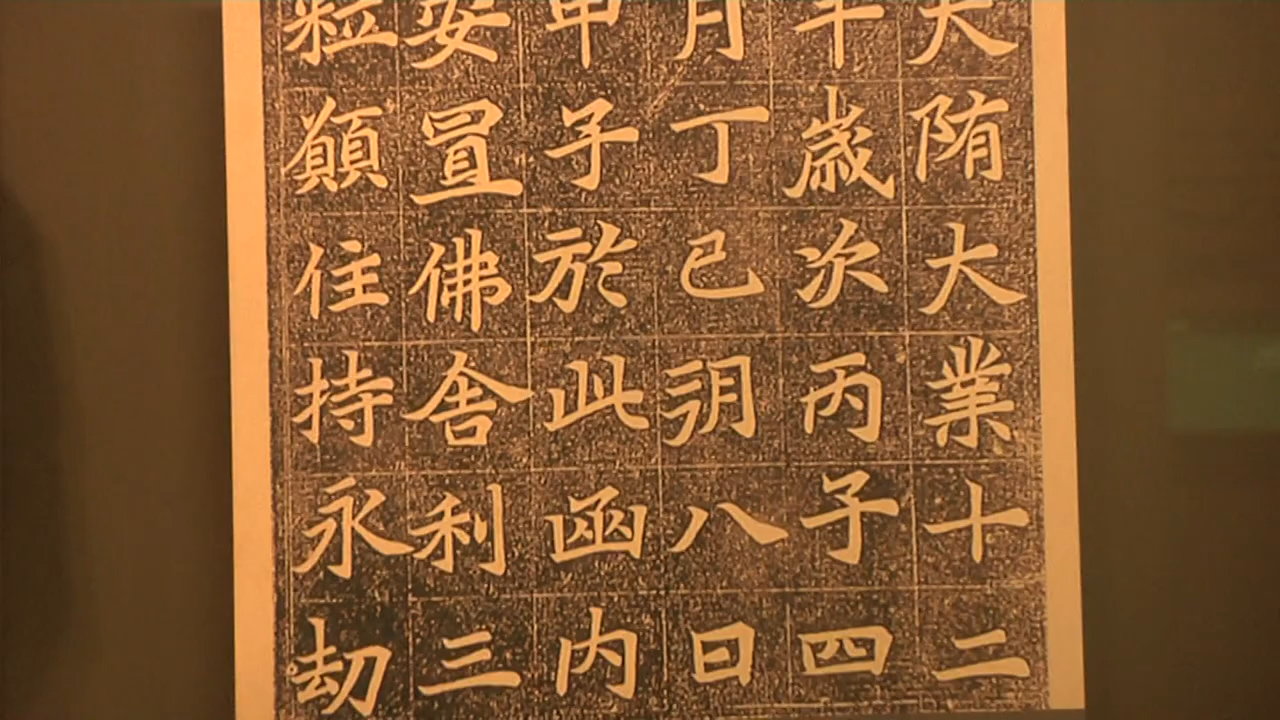 大隋大業十二
年歲次丙子四
月丁巳朔八日
甲子於此函內
安置佛舍利三
粒願住持永劫